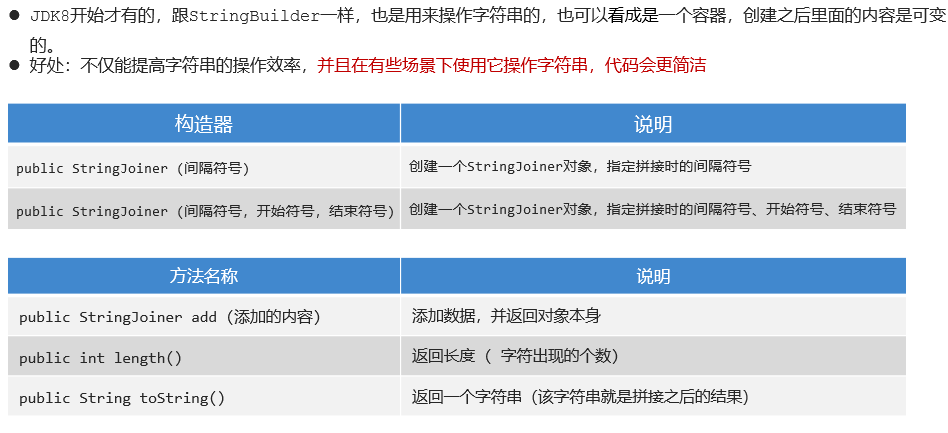 ● JDK8开始才有的，跟StringBuilder一样，也是用来操作字符串的，也可以看成是一个容器，创建之后里面的内容是可变
的。
● 好处：不仅能提高字符串的操作效率，并且在有些场景下使用它操作字符串，代码会更简洁
构造器 说明
public StringJoiner (间隔符号) 创建一个StringJoiner对象，指定拼接时的间隔符号
public StringJoiner (间隔符号，开始符号，结束符号) 创建一个StringJoiner对象，指定拼接时的间隔符号、开始符号、结束符号
方法名称 说明
public StringJoiner add (添加的内容) 添加数据，并返回对象本身
public int length() 返回长度 ( 字符出现的个数)
public String toString() 返回一个字符串（该字符串就是拼接之后的结果）